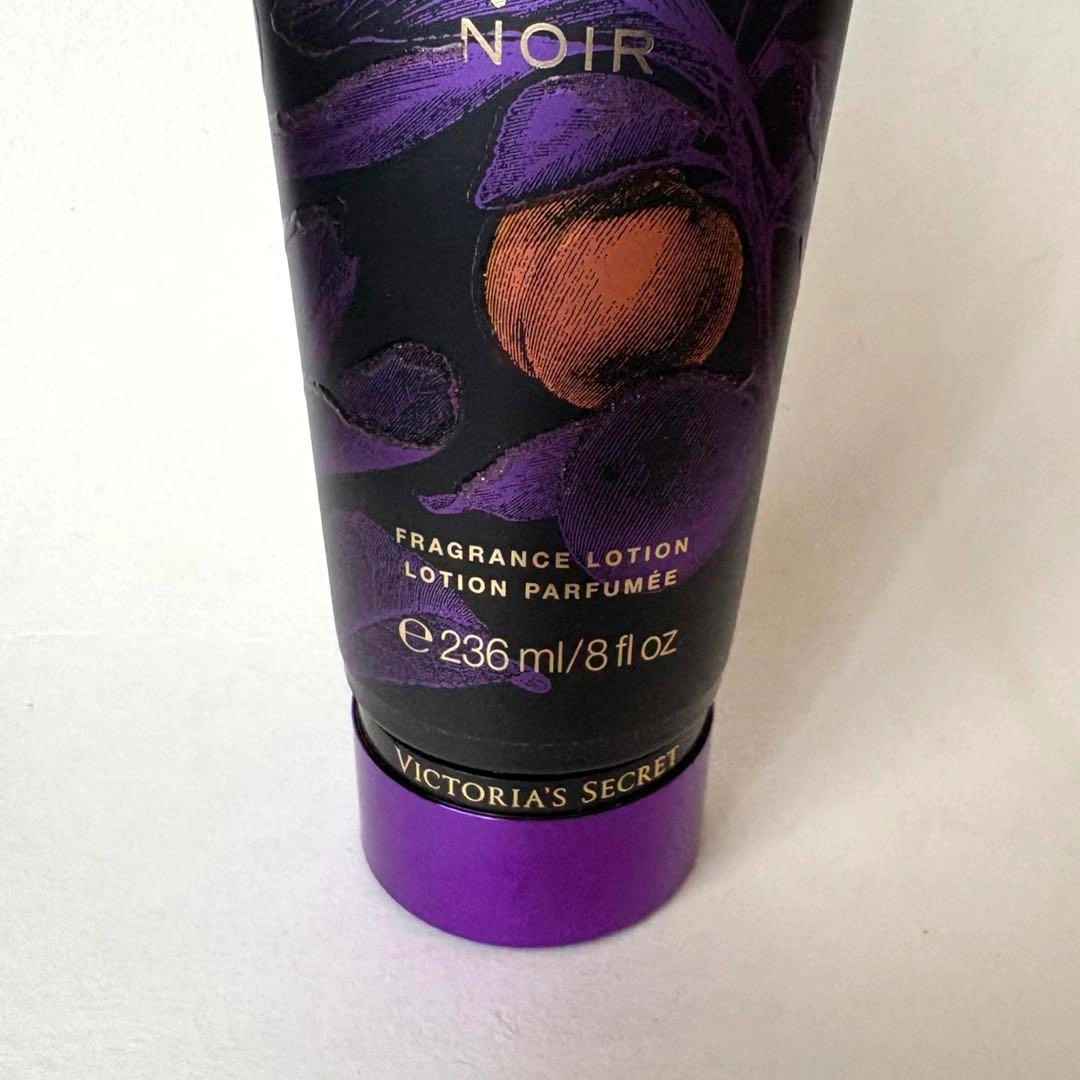 NOIR
FRAGRANCE LOTION
LOTION PARFUMÉE
℮ 236 ml/8 fl oz
VICTORIA'S SECRET